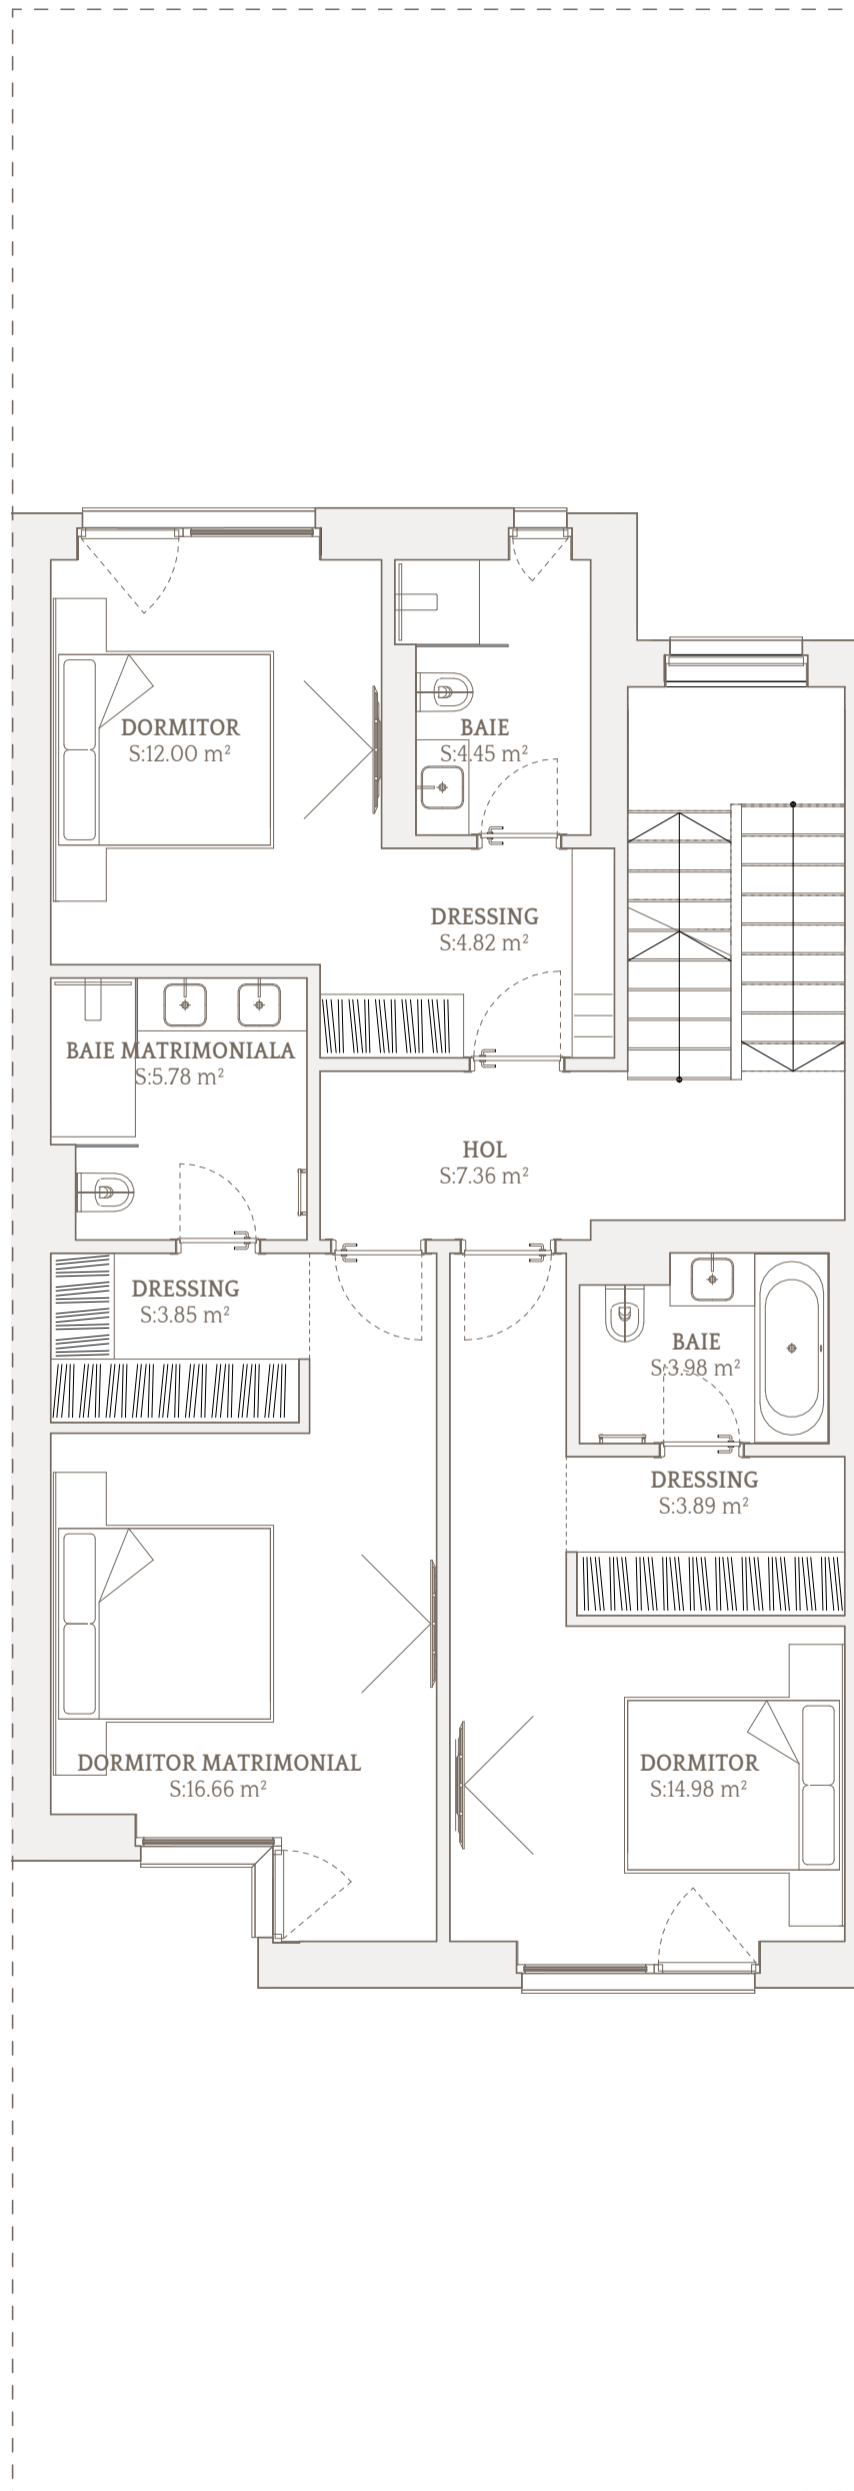 DORMITOR
S:12.00 m²
BAIE
S:4.45 m²
DRESSING
S:4.82 m²
BAIE MATRIMONIALA
S:5.78 m²
HOL
S:7.36 m²
DRESSING
S:3.85 m²
BAIE
S:3.98 m²
DRESSING
S:3.89 m²
DORMITOR MATRIMONIAL
S:16.66 m²
DORMITOR
S:14.98 m²